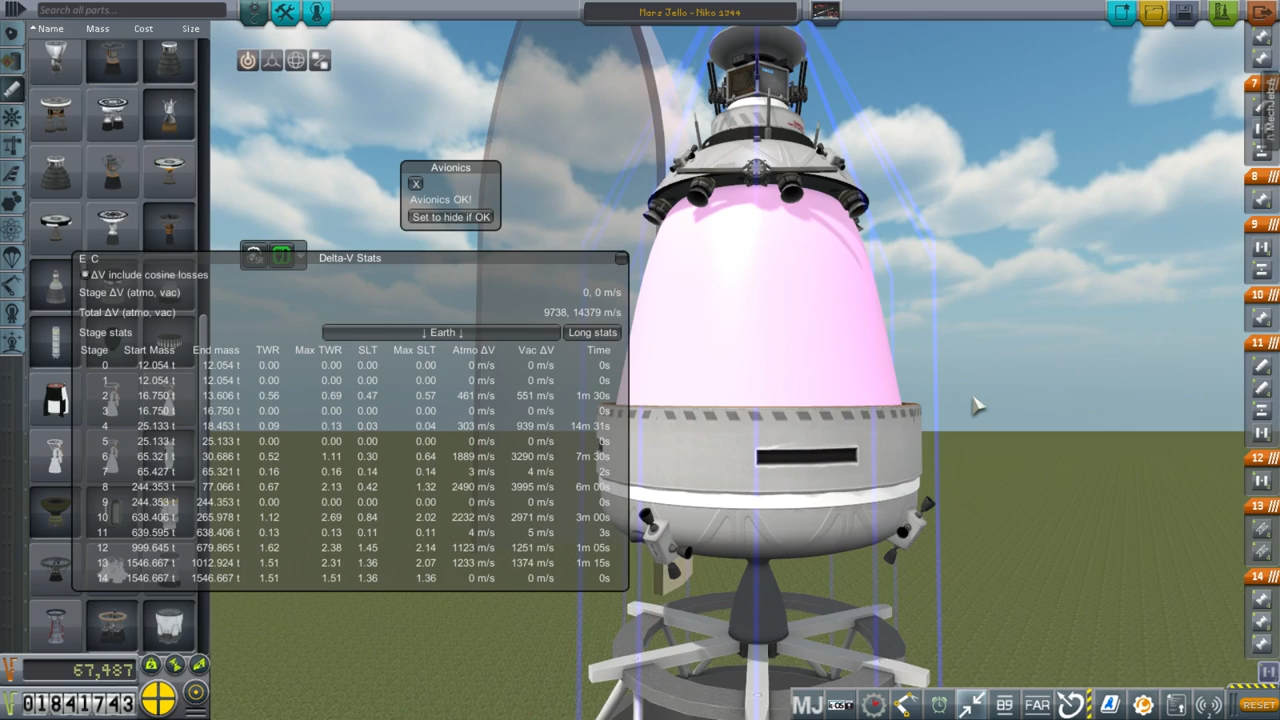 Search all parts...
Marz Jello - Niko 1344
Name Mass Cost Size
Avionics
X
Avionics OK!
Set to hide if OK
E C
Delta-V Stats
ΔV include cosine losses
Stage ΔV (atmo, vac) 0, 0 m/s
Total ΔV (atmo, vac) 9738, 14379 m/s
Stage stats ↓ Earth ↓ Long stats
Stage Start Mass End mass TWR Max TWR SLT Max SLT Atmo ΔV Vac ΔV Time
0 12.054 t 12.054 t 0.00 0.00 0.00 0.00 0 m/s 0 m/s 0s
1 12.054 t 12.054 t 0.00 0.00 0.00 0.00 0 m/s 0 m/s 0s
2 16.750 t 13.606 t 0.56 0.69 0.47 0.57 461 m/s 551 m/s 1m 30s
3 16.750 t 16.750 t 0.00 0.00 0.00 0.00 0 m/s 0 m/s 0s
4 25.133 t 18.453 t 0.09 0.13 0.03 0.04 303 m/s 939 m/s 14m 31s
5 25.133 t 25.133 t 0.00 0.00 0.00 0.00 0 m/s 0 m/s 0s
6 65.321 t 30.686 t 0.52 1.11 0.30 0.64 1889 m/s 3290 m/s 7m 30s
7 65.427 t 65.321 t 0.16 0.16 0.14 0.14 3 m/s 4 m/s 2s
8 244.353 t 77.078 t 0.67 2.13 0.42 1.32 2490 m/s 3995 m/s 6m 00s
9 244.353 t 244.353 t 0.00 0.00 0.00 0.00 0 m/s 0 m/s 0s
10 638.406 t 265.978 t 1.12 2.69 0.84 2.02 2232 m/s 2971 m/s 3m 00s
11 639.595 t 638.406 t 0.13 0.13 0.11 0.11 4 m/s 5 m/s 3s
12 999.645 t 679.865 t 1.62 2.38 1.45 2.14 1123 m/s 1251 m/s 1m 05s
13 1546.667 t 1012.924 t 1.51 2.31 1.36 2.07 1233 m/s 1374 m/s 1m 15s
14 1546.667 t 1546.667 t 1.51 1.51 1.36 1.36 0 m/s 0 m/s 0s
7
MechJeb
8
9
10
11
12
13
14
67,487
01841743
MJ
kOS
B9
FAR
RESET